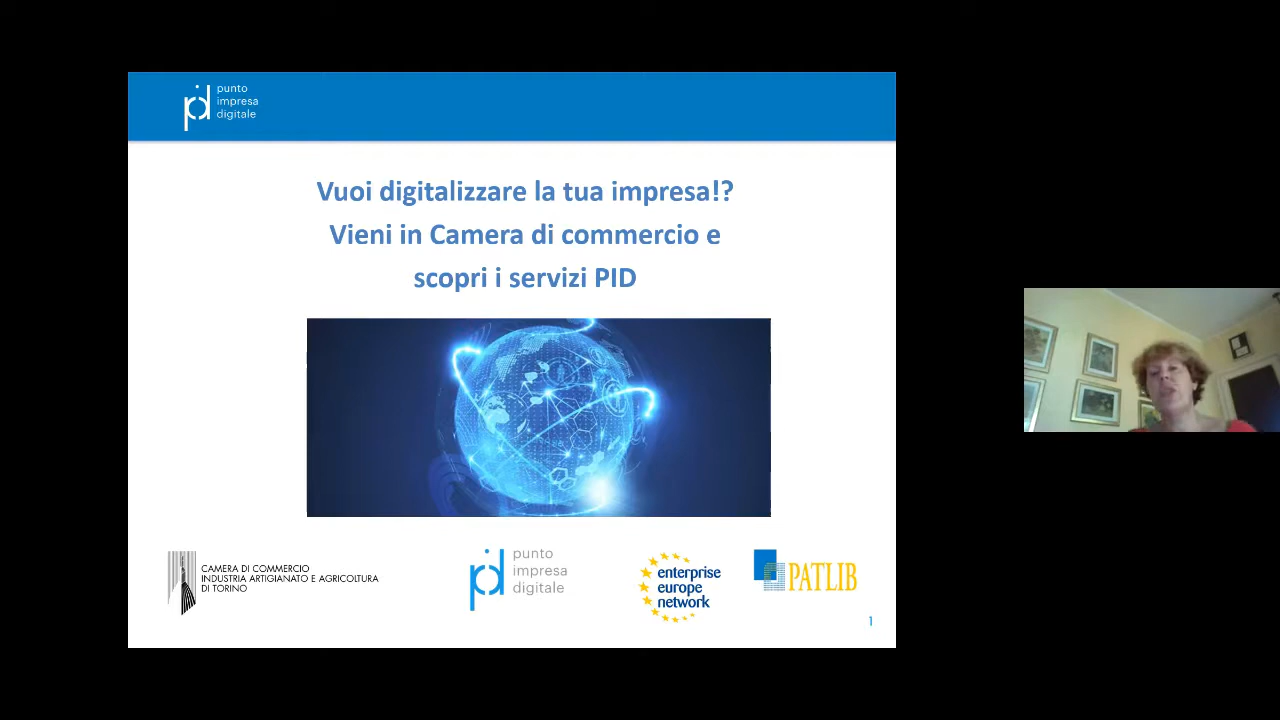 punto
impresa
digitale
Vuoi digitalizzare la tua impresa!?
Vieni in Camera di commercio e
scopri i servizi PID
CAMERA DI COMMERCIO
INDUSTRIA ARTIGIANATO E AGRICOLTURA
DI TORINO
pid
punto
impresa
digitale
enterprise
europe
network
PATLIB
1